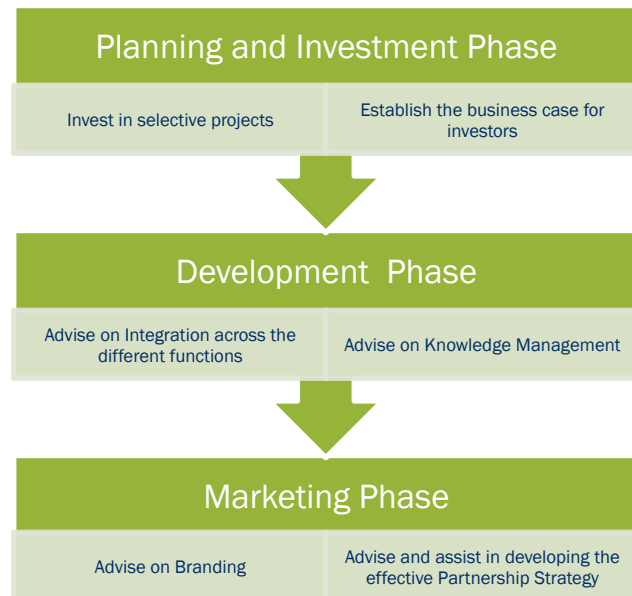 Planning and Investment Phase
Invest in selective projects
Establish the business case for
investors
Development  Phase
Advise on Integration across the
different functions
Advise on Knowledge Management
Marketing Phase
Advise on Branding
Advise and assist in developing the
effective Partnership Strategy